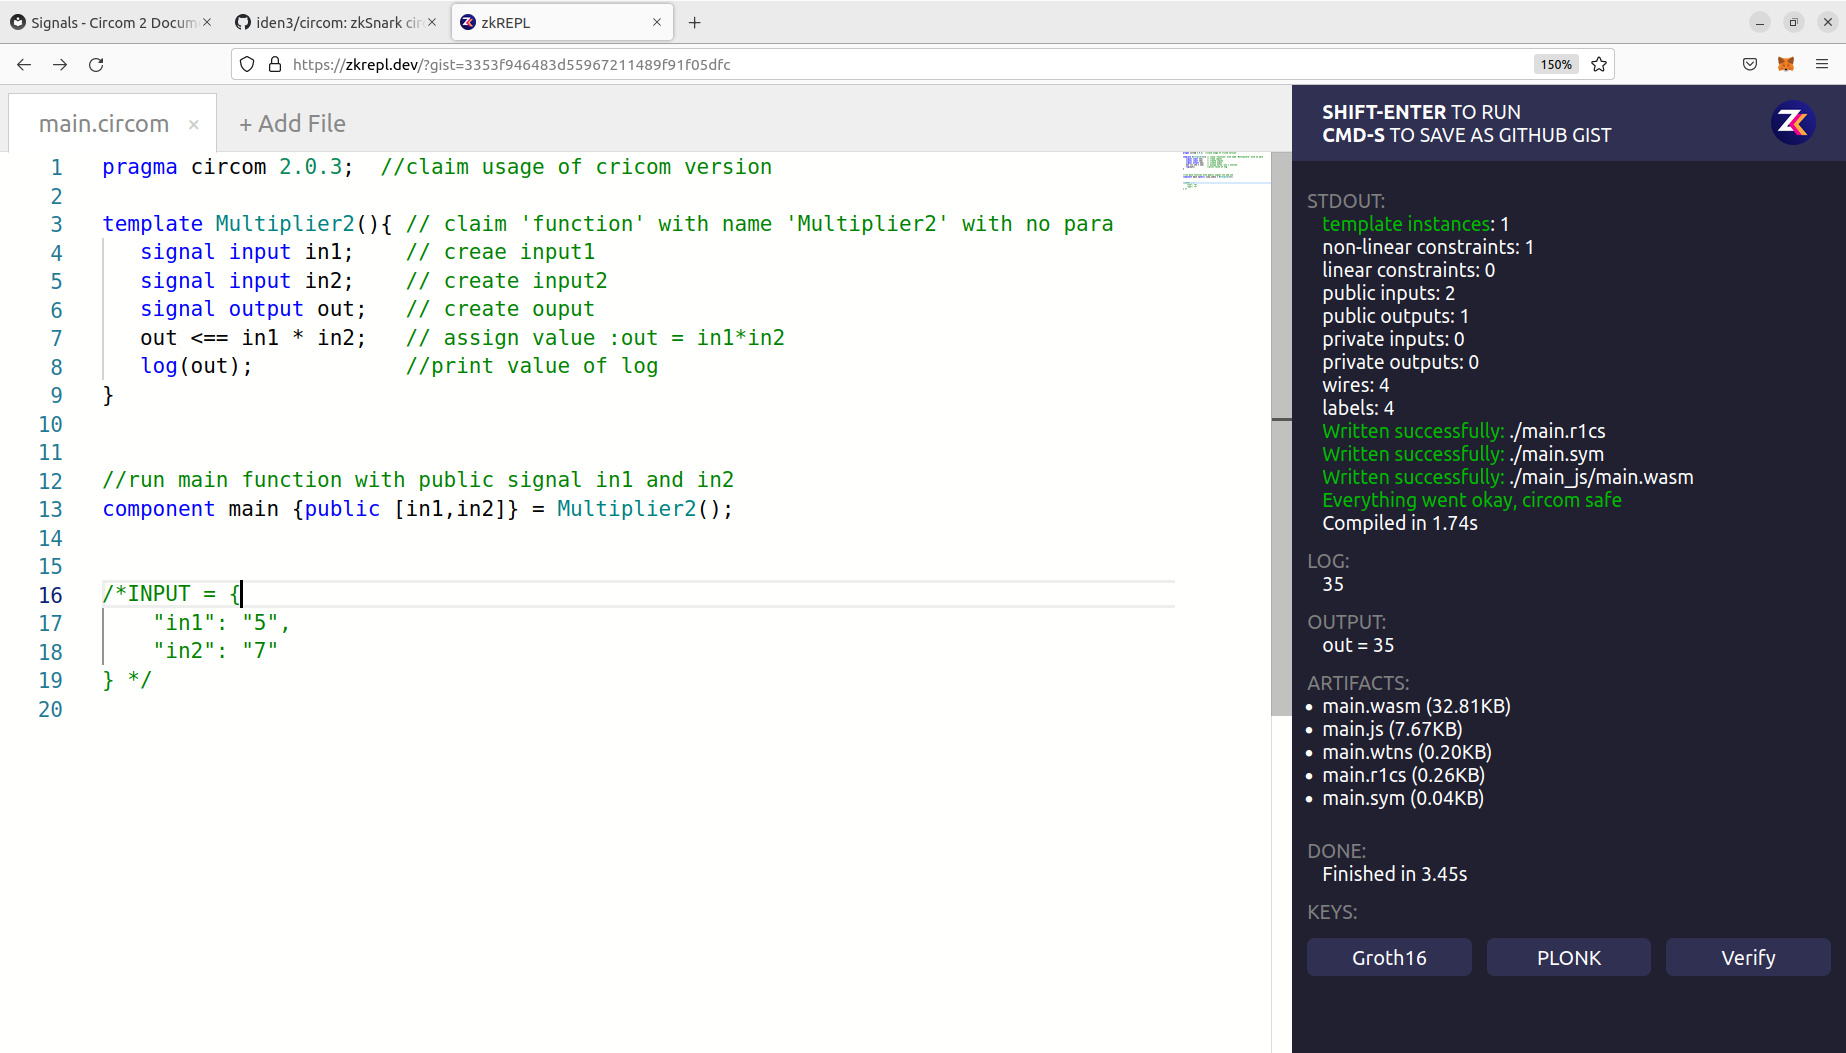 Signals - Circom 2 Docum
iden3/circom: zkSnark cir
zkREPL
https://zkrepl.dev/?gist=3353f946483d55967211489f91f05dfc
150%
main.circom
+ Add File
1 pragma circom 2.0.3;  //claim usage of cricom version
2
3 template Multiplier2(){ // claim 'function' with name 'Multiplier2' with no para
4    signal input in1;    // creae input1
5    signal input in2;    // create input2
6    signal output out;   // create ouput
7    out <== in1 * in2;   // assign value :out = in1*in2
8    log(out);            //print value of log
9 }
10
11
12 //run main function with public signal in1 and in2
13 component main {public [in1,in2]} = Multiplier2();
14
15
16 /*INPUT = {
17     "in1": "5",
18     "in2": "7"
19 } */
20
SHIFT-ENTER TO RUN
CMD-S TO SAVE AS GITHUB GIST
STDOUT:
template instances: 1
non-linear constraints: 1
linear constraints: 0
public inputs: 2
public outputs: 1
private inputs: 0
private outputs: 0
wires: 4
labels: 4
Written successfully: ./main.r1cs
Written successfully: ./main.sym
Written successfully: ./main_js/main.wasm
Everything went okay, circom safe
Compiled in 1.74s
LOG:
35
OUTPUT:
out = 35
ARTIFACTS:
• main.wasm (32.81KB)
• main.js (7.67KB)
• main.wtns (0.20KB)
• main.r1cs (0.26KB)
• main.sym (0.04KB)
DONE:
Finished in 3.45s
KEYS:
Groth16
PLONK
Verify